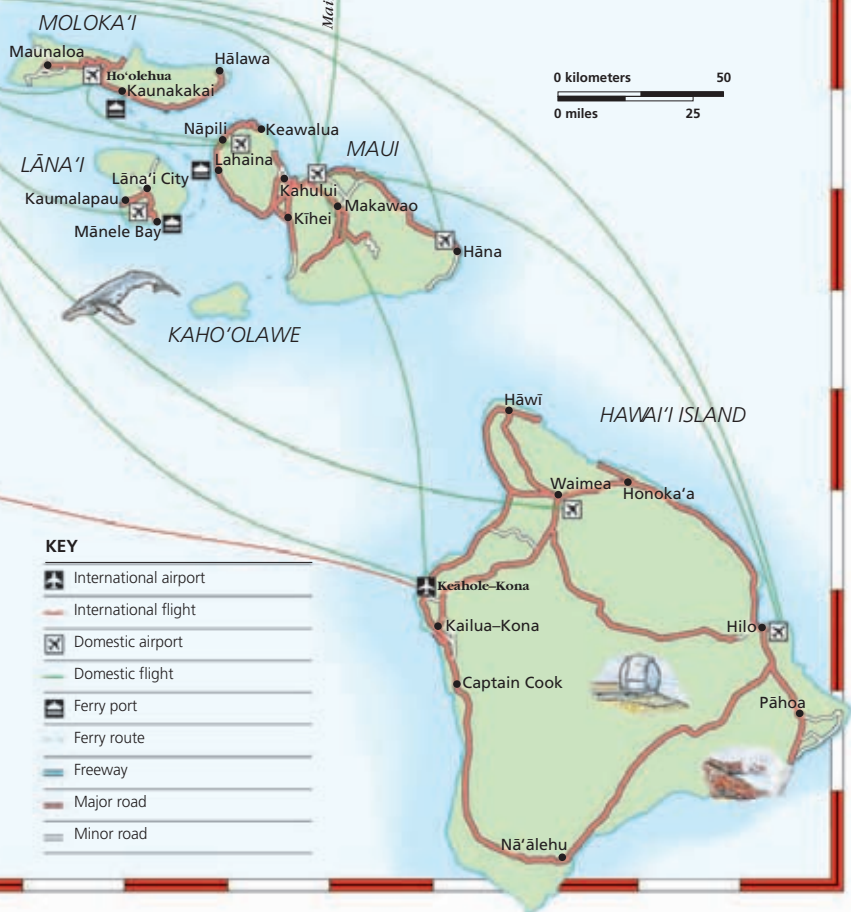 MOLOKA‘I
Mai
Maunaloa
Hālawa
Ho‘olehua
Kaunakakai
0 kilometers 50
0 miles 25
Nāpili
Keawalua
MAUI
LĀNA‘I
Lahaina
Lāna‘i City
Kahului
Kaumalapau
Makawao
Kīhei
Mānele Bay
Hāna
KAHO‘OLAWE
Hāwī
HAWAI‘I ISLAND
Waimea
Honoka‘a
Keāhole–Kona
Kailua–Kona
Hilo
Captain Cook
Pāhoa
Nā‘ālehu
KEY
International airport
International flight
Domestic airport
Domestic flight
Ferry port
Ferry route
Freeway
Major road
Minor road